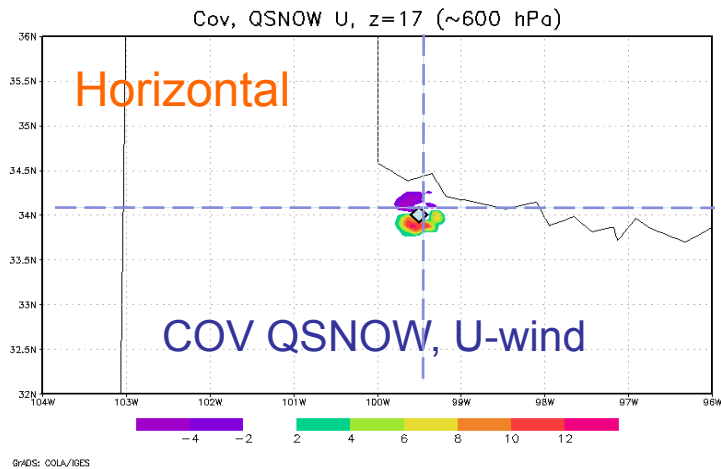 Cov, QSNOW U, z=17 (~600 hPa)
36N
35.5N
Horizontal
35N
34.5N
34N
33.5N
33N
COV QSNOW, U-wind
32.5N
32N
104W 103W 102W 101W 100W 99W 98W 97W 96W
-4 -2 2 4 6 8 10 12
GrADS: COLA/IGES